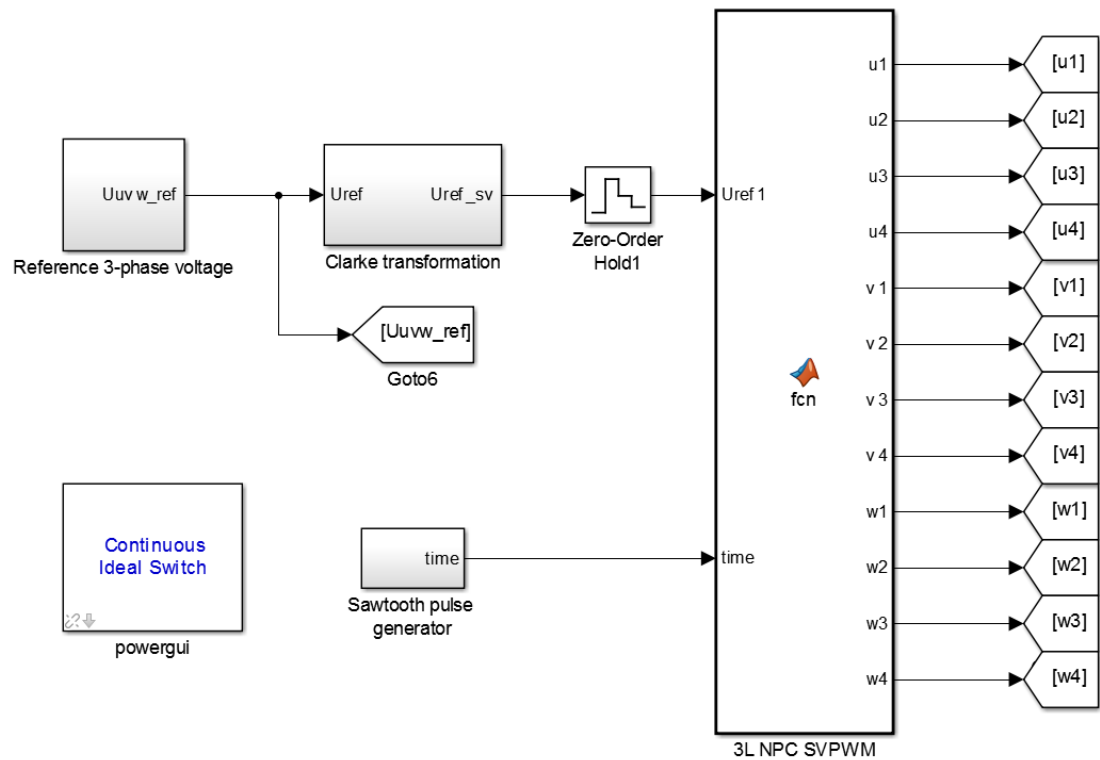 u1
[u1]
u2
[u2]
Uuv w_ref
Uref
Uref_sv
Uref 1
u3
[u3]
Zero-Order
Hold1
u4
[u4]
Reference 3-phase voltage
Clarke transformation
v 1
[v1]
[Uuvw_ref]
v 2
[v2]
Goto6
fcn
v 3
[v3]
v 4
[v4]
Continuous
Ideal Switch
powergui
time
time
Sawtooth pulse
generator
w1
[w1]
w2
[w2]
w3
[w3]
w4
[w4]
3L NPC SVPWM